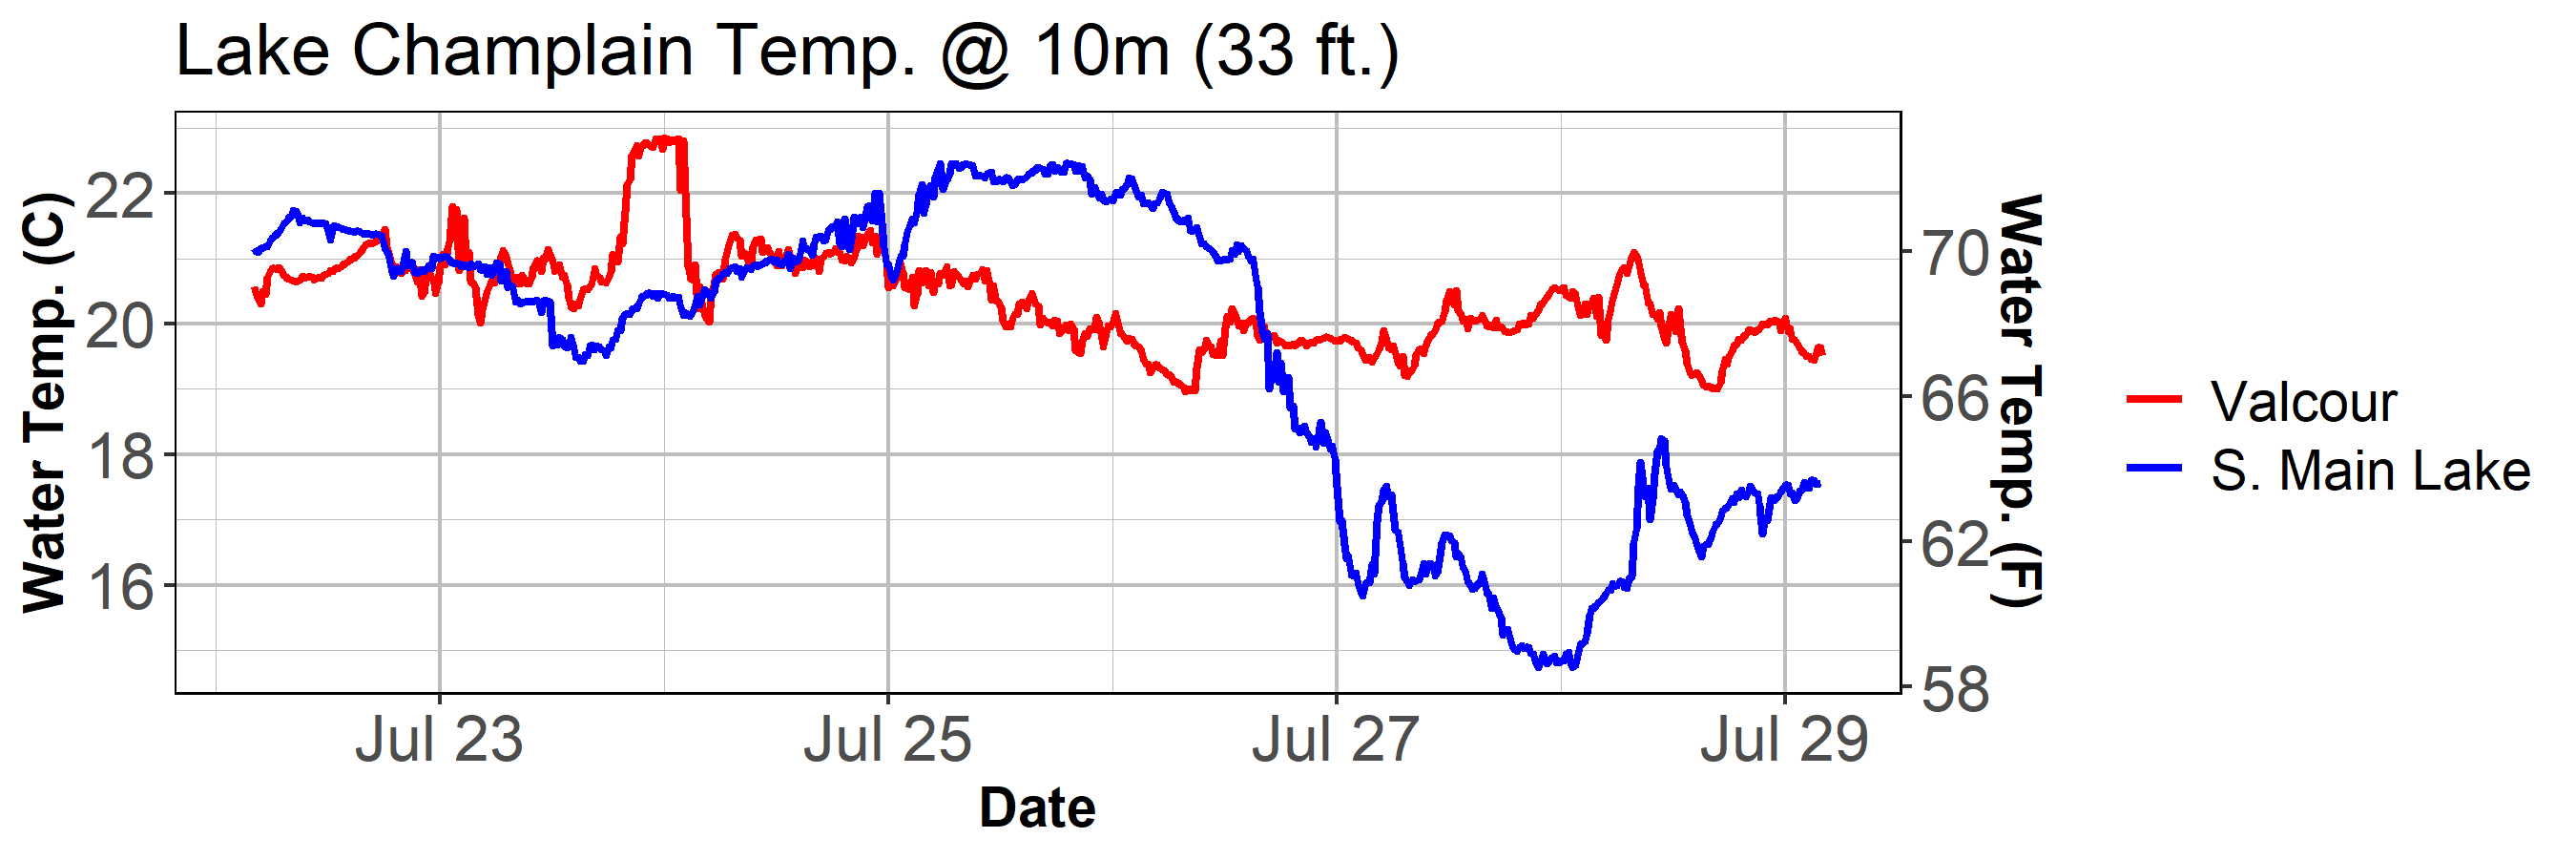 Lake Champlain Temp. @ 10m (33 ft.)
Water Temp. (C)
22
20
18
16
70
66
62
58
Water Temp. (F)
Jul 23
Jul 25
Jul 27
Jul 29
Date
Valcour
S. Main Lake